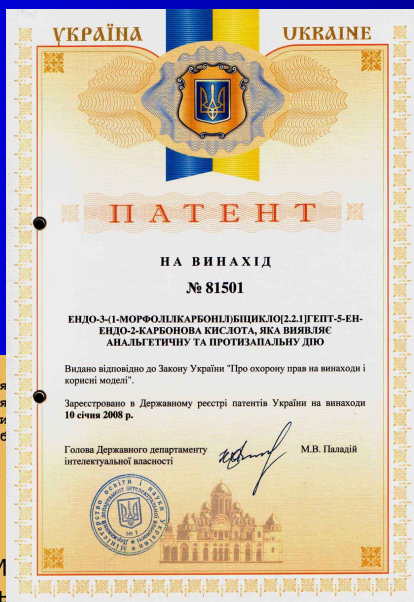 УКРАЇНА UKRAINE
ПАТЕНТ
НА ВИНАХІД
№ 81501
ЕНДО-3-(1-МОРФОЛІЛКАРБОНІЛ)БІЦИКЛО[2.2.1]ГЕПТ-5-ЕН-
ЕНДО-2-КАРБОНОВА КИСЛОТА, ЯКА ВИЯВЛЯЄ
АНАЛЬГЕТИЧНУ ТА ПРОТИЗАПАЛЬНУ ДІЮ
Видано відповідно до Закону України "Про охорону прав на винаходи і
корисні моделі".
Зареєстровано в Державному реєстрі патентів України на винаходи
10 січня 2008 р.
Голова Державного департаменту М.В. Паладій
інтелектуальної власності